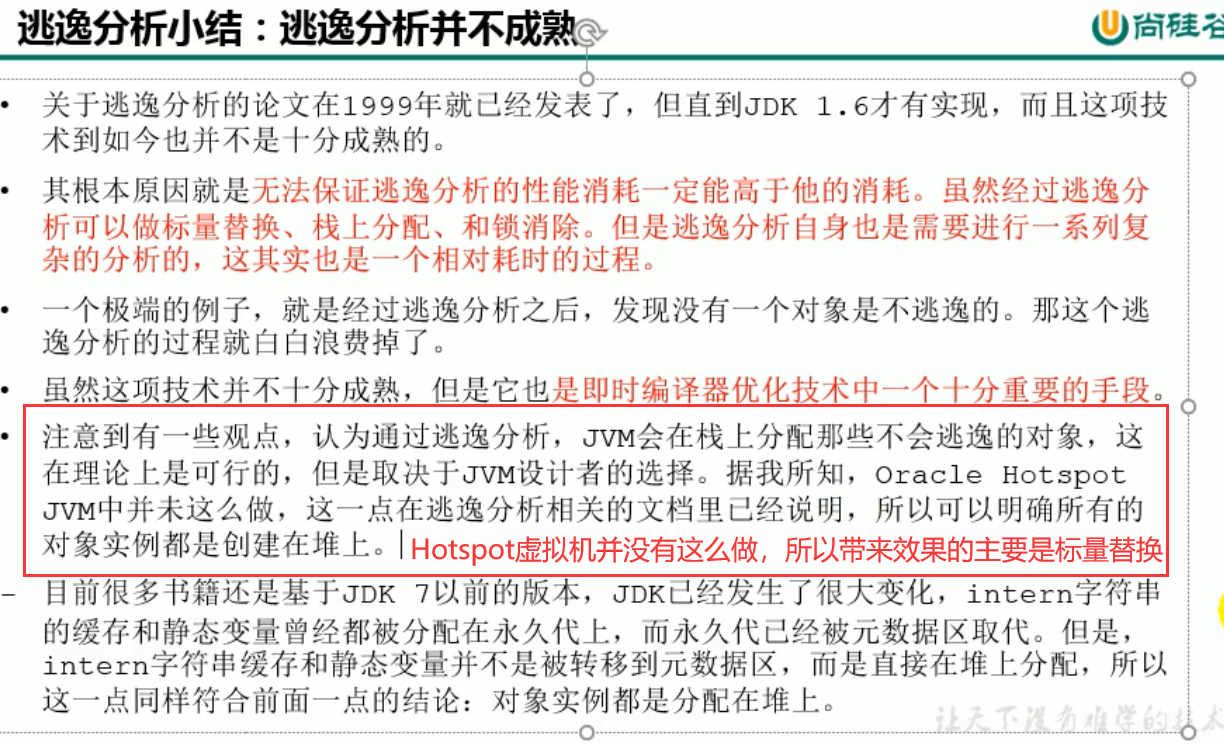 逃逸分析小结：逃逸分析并不成熟
尚硅谷
• 关于逃逸分析的论文在1999年就已经发表了，但直到JDK 1.6才有实现，而且这项技
术到如今也并不是十分成熟的。
• 其根本原因就是无法保证逃逸分析的性能消耗一定能高于他的消耗。虽然经过逃逸分
析可以做标量替换、栈上分配、和锁消除。但是逃逸分析自身也是需要进行一系列复
杂的分析的，这其实也是一个相对耗时的过程。
• 一个极端的例子，就是经过逃逸分析之后，发现没有一个对象是不逃逸的。那这个逃
逸分析的过程就白白浪费掉了。
• 虽然这项技术并不十分成熟，但是它也是即时编译器优化技术中一个十分重要的手段。
• 注意到有一些观点，认为通过逃逸分析，JVM会在栈上分配那些不会逃逸的对象，这
在理论上是可行的，但是取决于JVM设计者的选择。据我所知，Oracle Hotspot
JVM中并未这么做，这一点在逃逸分析相关的文档里已经说明，所以可以明确所有的
对象实例都是创建在堆上。 Hotspot虚拟机并没有这么做，所以带来效果的主要是标量替换
– 目前很多书籍还是基于JDK 7以前的版本，JDK已经发生了很大变化，intern字符串
的缓存和静态变量曾经都被分配在永久代上，而永久代已经被元数据区取代。但是，
intern字符串缓存和静态变量并不是被转移到元数据区，而是直接在堆上分配，所以
这一点同样符合前面一点的结论：对象实例都是分配在堆上。
让天下没有难学的技术